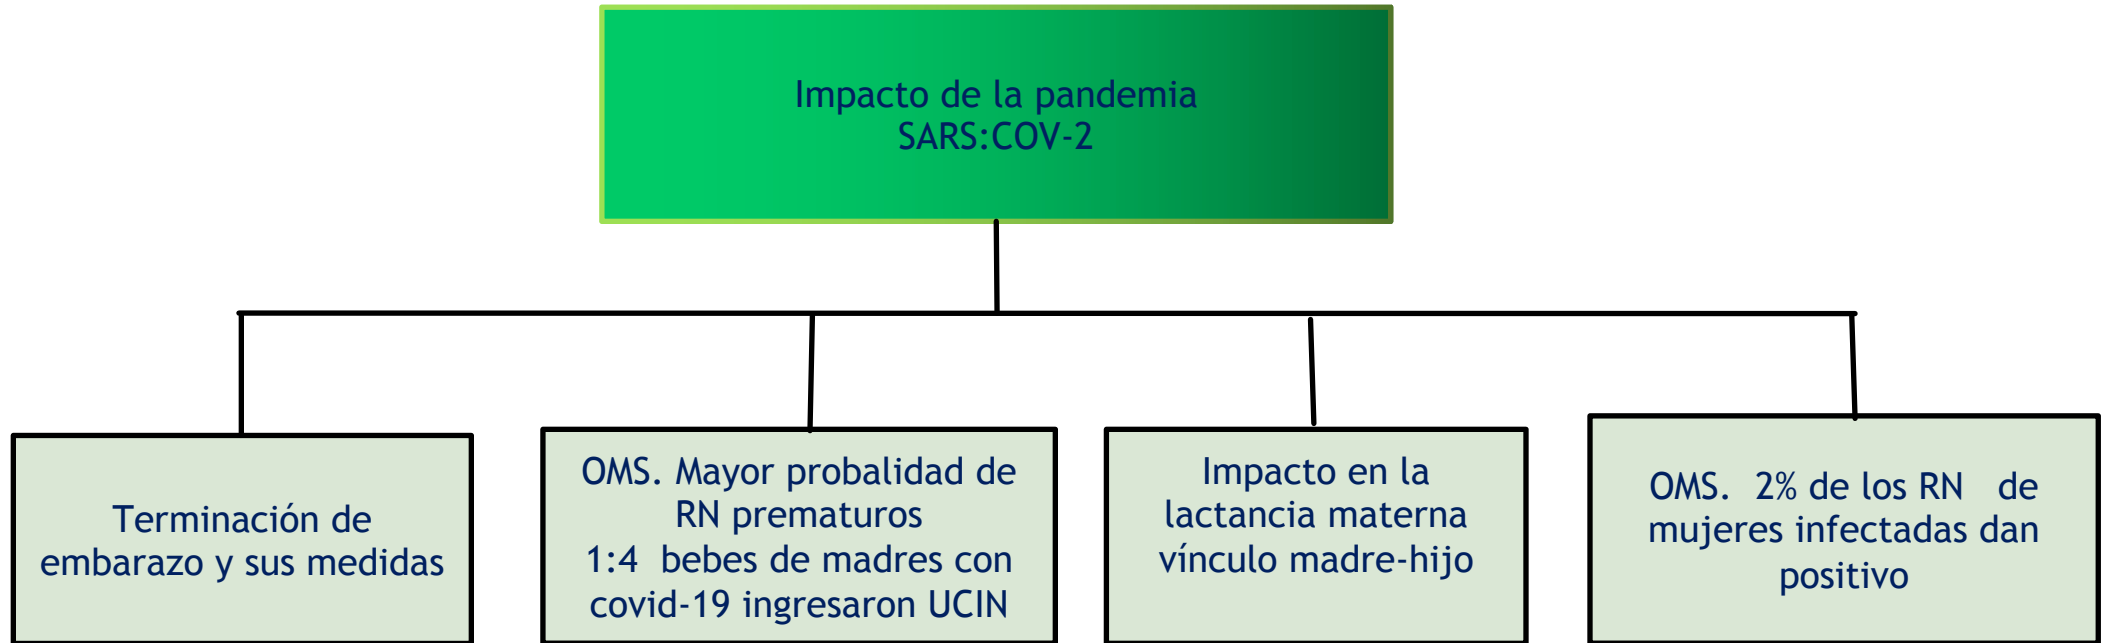 Impacto de la pandemia
SARS:COV-2
Terminación de
embarazo y sus medidas
OMS. Mayor probalidad de
RN prematuros
1:4 bebes de madres con
covid-19 ingresaron UCIN
Impacto en la
lactancia materna
vínculo madre-hijo
OMS. 2% de los RN de
mujeres infectadas dan
positivo